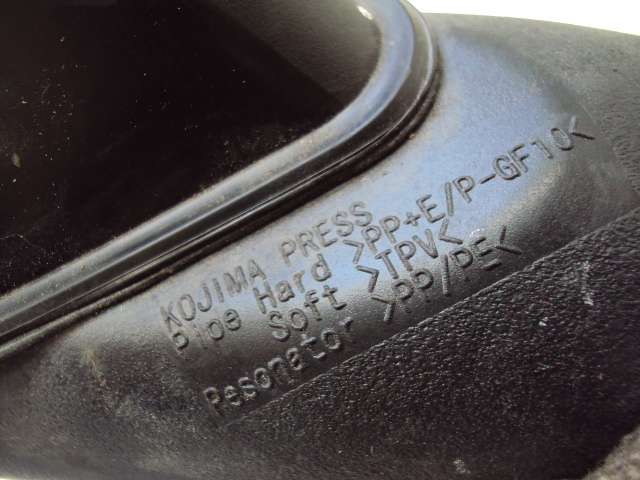 KOJIMA PRESS
Pipe Hard >PP+E/P-GF10<
Soft >TPV<
Resonator >PP/PE<